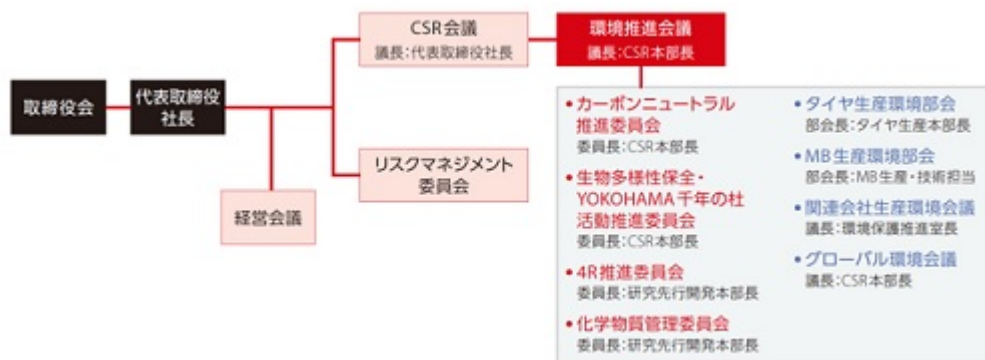 取締役会
代表取締役
社長
経営会議
CSR会議
議長:代表取締役社長
リスクマネジメント
委員会
環境推進会議
議長:CSR本部長
•カーボンニュートラル
推進委員会
委員長:CSR本部長
•生物多様性保全・
YOKOHAMA千年の杜
活動推進委員会
委員長:CSR本部長
•4R推進委員会
委員長:研究先行開発本部長
•化学物質管理委員会
委員長:研究先行開発本部長
•タイヤ生産環境部会
部会長:タイヤ生産本部長
•MB生産環境部会
部会長:MB生産・技術担当
•関連会社生産環境会議
議長:環境保護推進室長
•グローバル環境会議
議長:CSR本部長